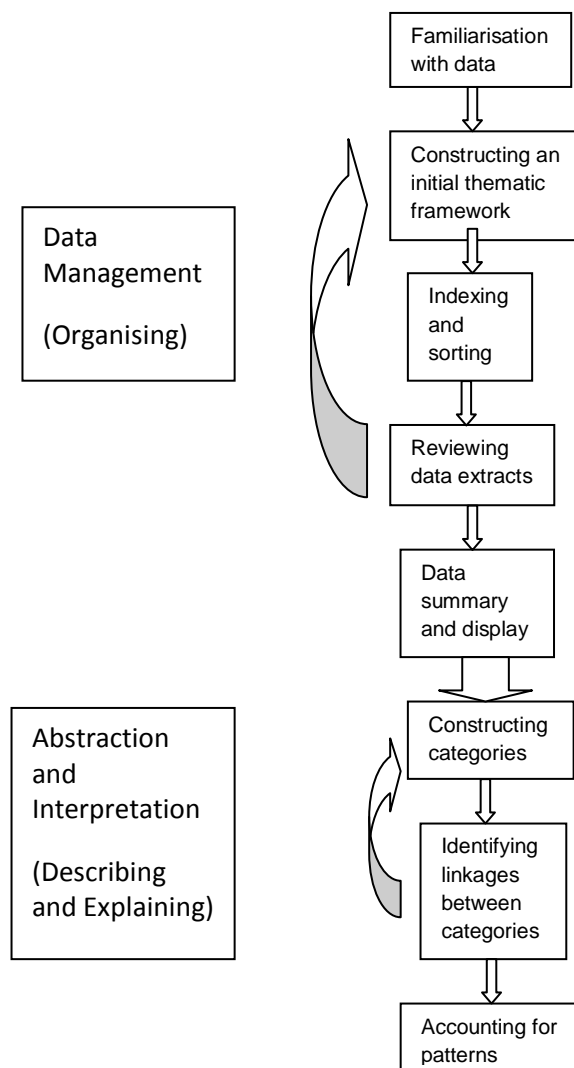 Familiarisation
with data
Constructing an
initial thematic
framework
Data
Management
(Organising)
Indexing
and
sorting
Reviewing
data extracts
Data
summary
and display
Abstraction
and
Interpretation
(Describing
and Explaining)
Constructing
categories
Identifying
linkages
between
categories
Accounting for
patterns